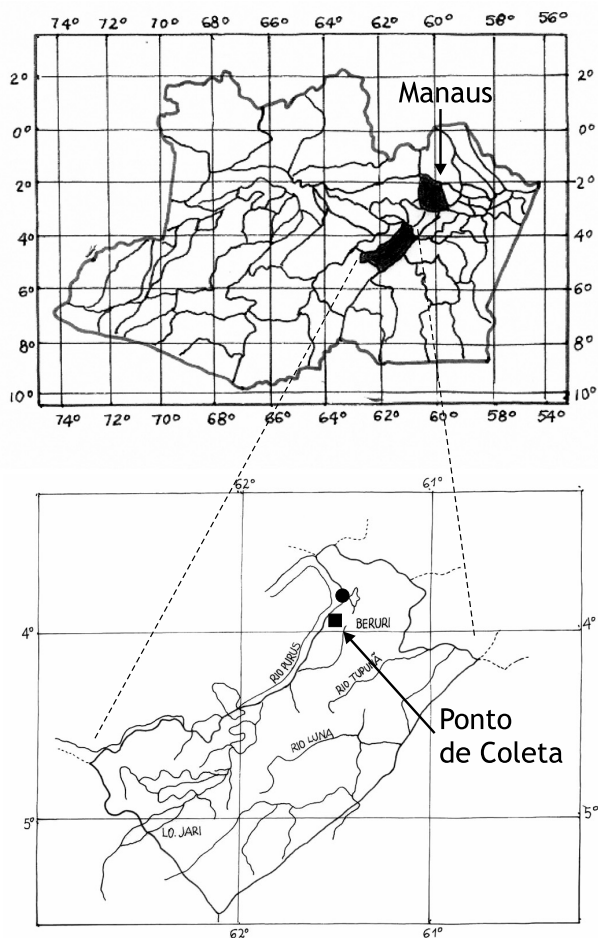 74° 72° 70° 68° 66° 64° 62° 60° 58° 56°
2° 2°
Manaus
0° 0°
2° 2°
4° 4°
6° 6°
8° 8°
10° 10°
74° 72° 70° 68° 66° 64° 62° 60° 58° 54°
62° 61°
4° BERURI 4°
RIO PURUS
RIO TUPUNÃ
Ponto
de Coleta
RIO LUNA
5° 5°
LO. JARI
62° 61°